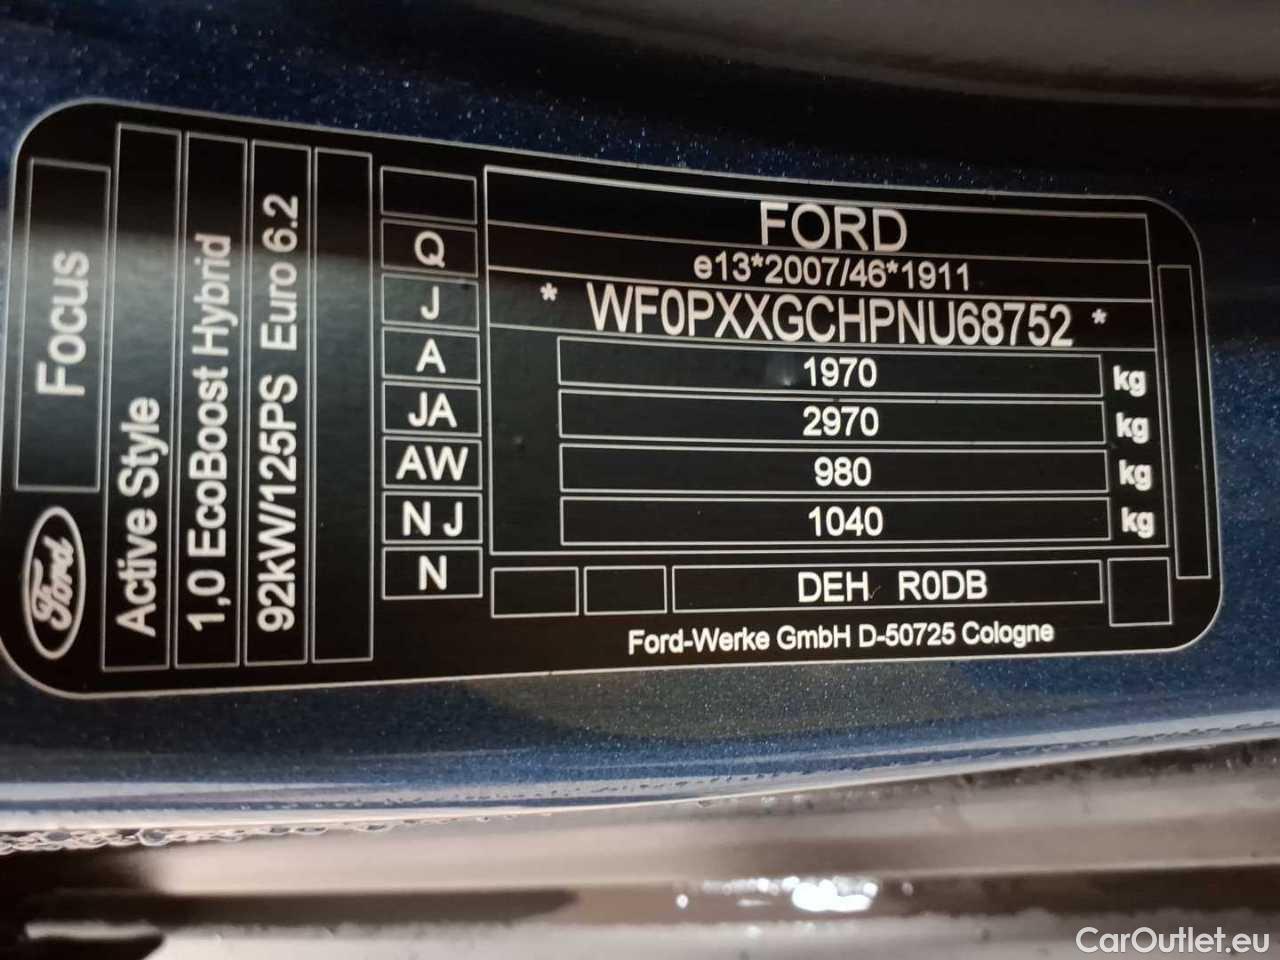 Focus
Ford
Active Style
1,0 EcoBoost Hybrid
92kW/125PS Euro 6.2
Q
J
A
JA
AW
N J
N
FORD
e13*2007/46*1911
* WF0PXXGCHPNU68752 *
1970 kg
2970 kg
980 kg
1040 kg
DEH R0DB
Ford-Werke GmbH D-50725 Cologne
CarOutlet.eu